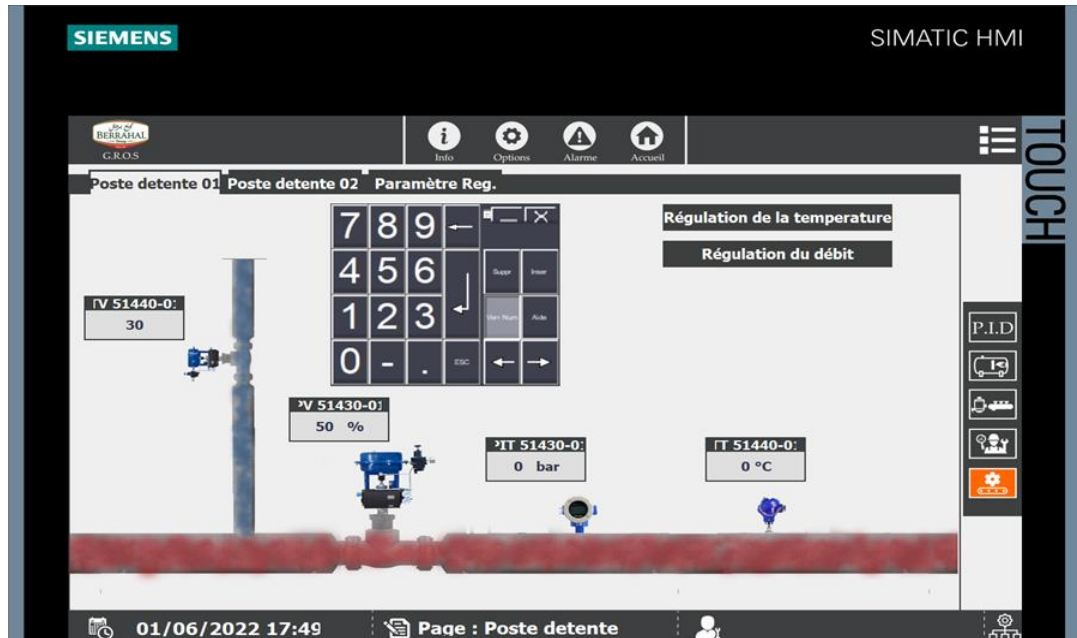 SIEMENS
SIMATIC HMI
TOUCH
BERRAHAL
G.R.O.S
Info
Options
Alarme
Accueil
Poste detente 01
Poste detente 02
Paramètre Reg.
7 8 9
4 5 6
Suppr
Inser
1 2 3
Verr Num
Aide
0 - .
ESC
Régulation de la temperature
Régulation du débit
V 51440-0
30
V 51430-01
50 %
IT 51430-0
0 bar
T 51440-0
0 °C
P.I.D
01/06/2022 17:49
Page : Poste detente